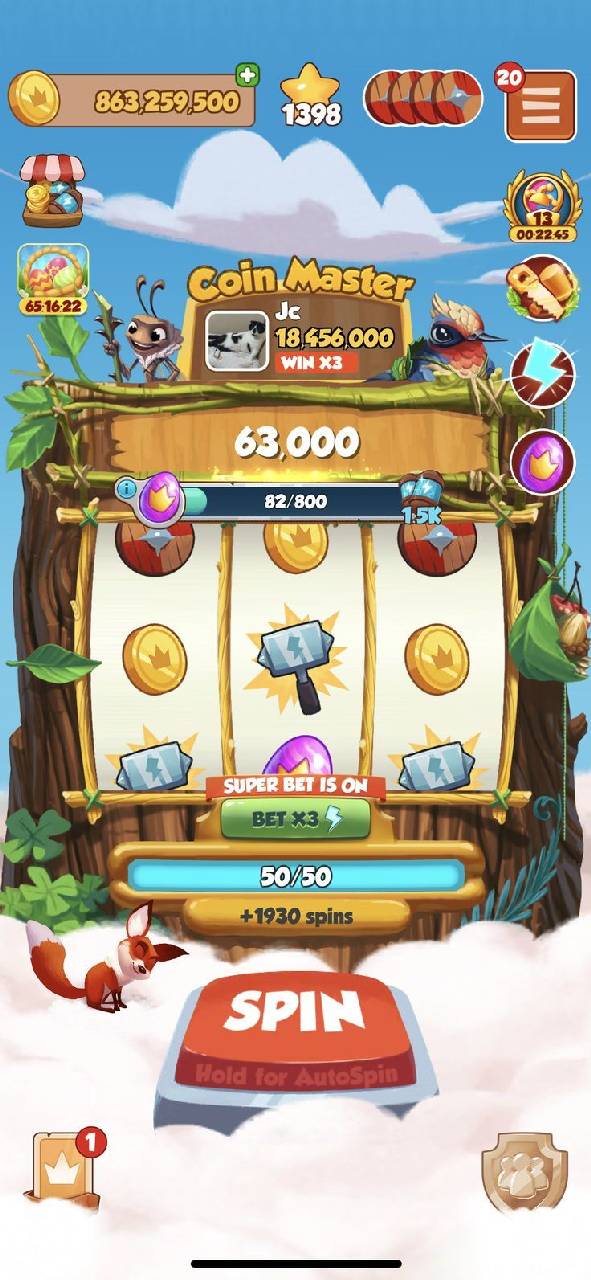 863,259,500
1398
20
13
00:22:45
65:16:22
Coin Master
Jc
18,456,000
WIN X3
63,000
82/800
1.5K
SUPER BET IS ON
BET X3
50/50
+1930 spins
SPIN
Hold for AutoSpin
1